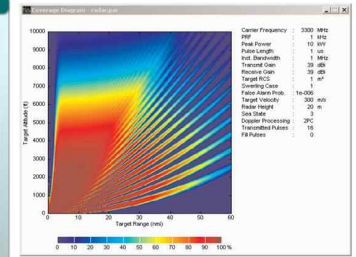 Coverage Diagram - radar.par
Carrier Frequency : 3300 MHz
PRF : 1 kHz
Peak Power : 10 kW
Pulse Length : 1 us
Inst. Bandwidth : 1 MHz
Transmit Gain : 39 dBi
Receive Gain : 39 dBi
Target RCS : 1 m²
Swerling Case : 1
False Alarm Prob. : 1e-006
Target Velocity : 300 m/s
Radar Height : 20 m
Sea State : 3
Doppler Processing : 2PC
Transmitted Pulses : 16
Fill Pulses : 0
Target Altitude (ft)
10000
9000
8000
7000
6000
5000
4000
3000
2000
1000
0
0 10 20 30 40 50 60
Target Range (nmi)
0 10 20 30 40 50 60 70 80 90 100 %